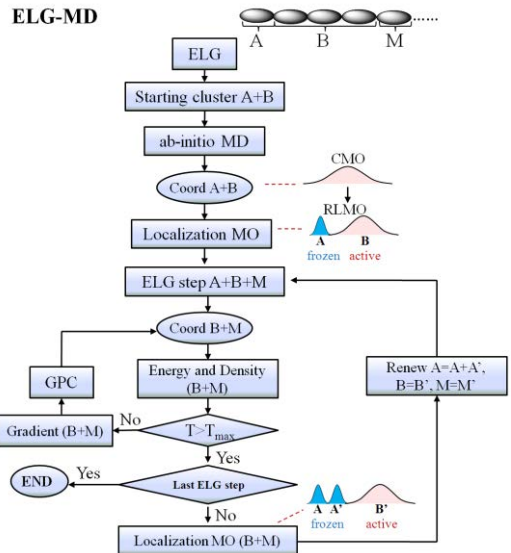 ELG-MD
A B M
ELG
Starting cluster A+B
ab-initio MD
Coord A+B
CMO
RLMO
A B
frozen active
Localization MO
ELG step A+B+M
Coord B+M
Energy and Density
(B+M)
GPC
Renew A=A+A’,
B=B’, M=M’
Gradient (B+M)
No
T>Tmax
Yes
END
Yes
Last ELG step
No
A A’ B’
frozen active
Localization MO (B+M)